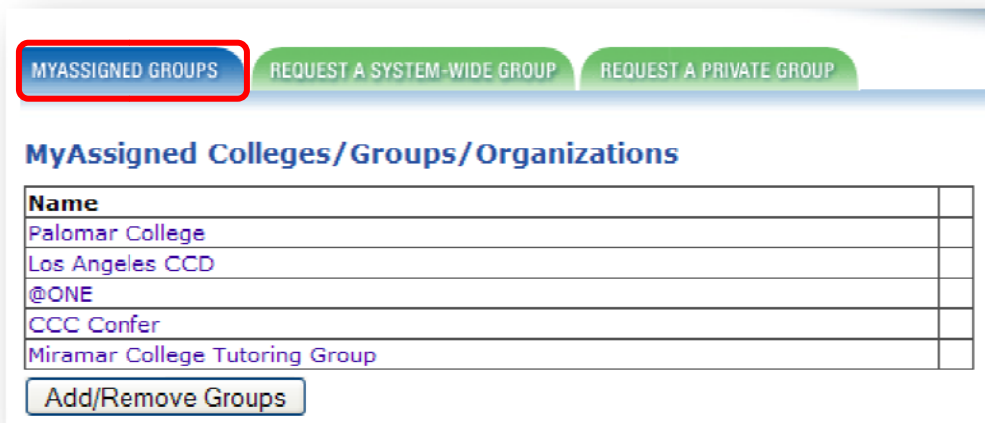 MYASSIGNED GROUPS REQUEST A SYSTEM-WIDE GROUP REQUEST A PRIVATE GROUP
MyAssigned Colleges/Groups/Organizations
Name
Palomar College
Los Angeles CCD
@ONE
CCC Confer
Miramar College Tutoring Group
Add/Remove Groups